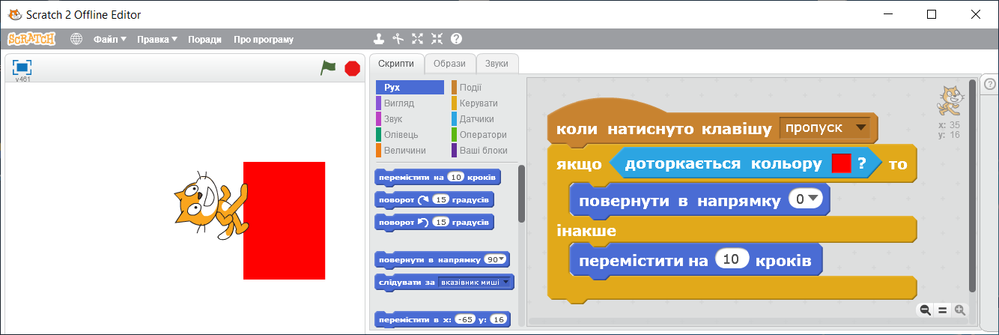 Scratch 2 Offline Editor
SCRATCH Файл Правка Поради Про програму
v461
Скрипти Образи Звуки
Рух Події
Вигляд Керувати
Звук Датчики
Олівець Оператори
Величини Ваші блоки
перемістити на 10 кроків
поворот 15 градусів
поворот 15 градусів
повернути в напрямку 90
слідувати за вказівник миші
перемістити в x: -65 y: 16
коли натиснуто клавішу пропуск
якщо доторкається кольору ? то
повернути в напрямку 0
інакше
перемістити на 10 кроків
x: 35
y: 16